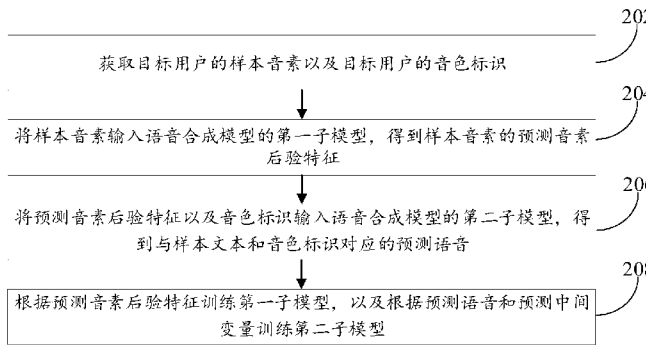 202
获取目标用户的样本音素以及目标用户的音色标识
204
将样本音素输入语音合成模型的第一子模型，得到样本音素的预测音素
后验特征
206
将预测音素后验特征以及音色标识输入语音合成模型的第二子模型，得
到与样本文本和音色标识对应的预测语音
208
根据预测音素后验特征训练第一子模型，以及根据预测语音和预测中间
变量训练第二子模型